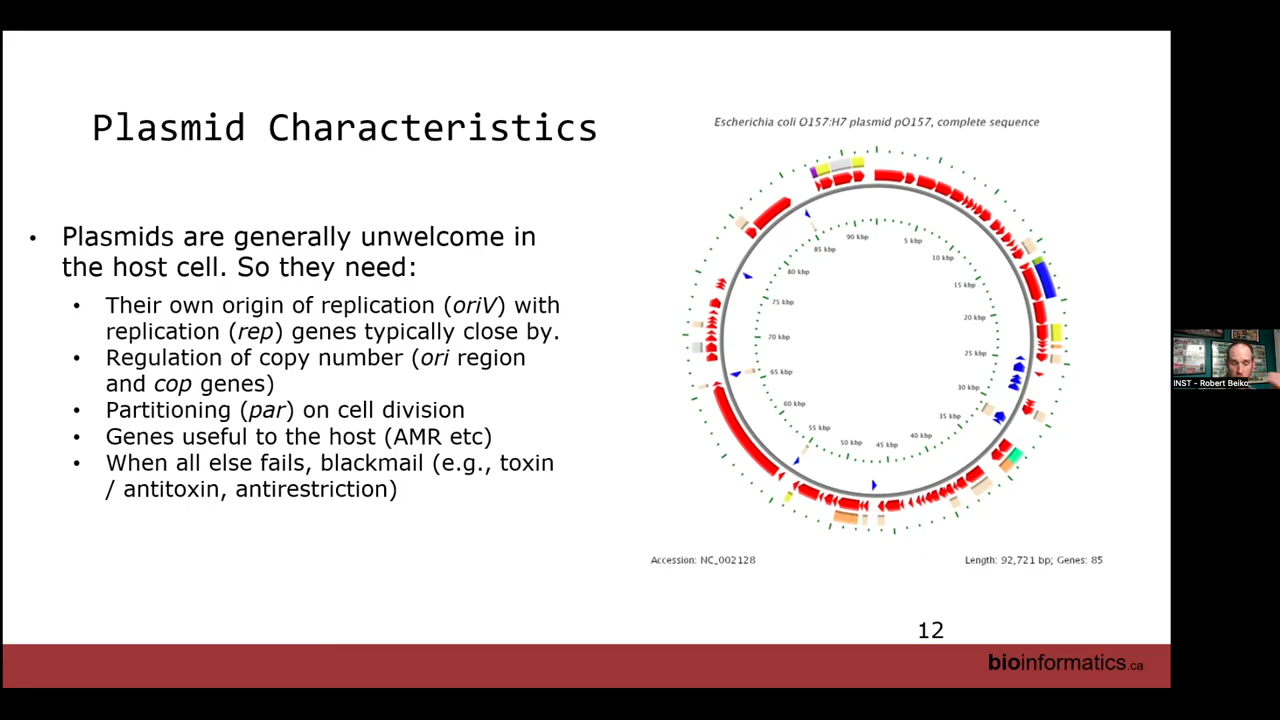 Plasmid Characteristics
Escherichia coli O157:H7 plasmid pO157, complete sequence
• Plasmids are generally unwelcome in
the host cell. So they need:
• Their own origin of replication (oriV) with
replication (rep) genes typically close by.
• Regulation of copy number (ori region
and cop genes)
• Partitioning (par) on cell division
• Genes useful to the host (AMR etc)
• When all else fails, blackmail (e.g., toxin
/ antitoxin, antirestriction)
5 kbp
10 kbp
15 kbp
20 kbp
25 kbp
30 kbp
35 kbp
40 kbp
45 kbp
50 kbp
55 kbp
60 kbp
65 kbp
70 kbp
75 kbp
80 kbp
85 kbp
90 kbp
Accession: NC_002128
Length: 92,721 bp; Genes: 85
12
bioinformatics.ca
INST - Robert Beiko